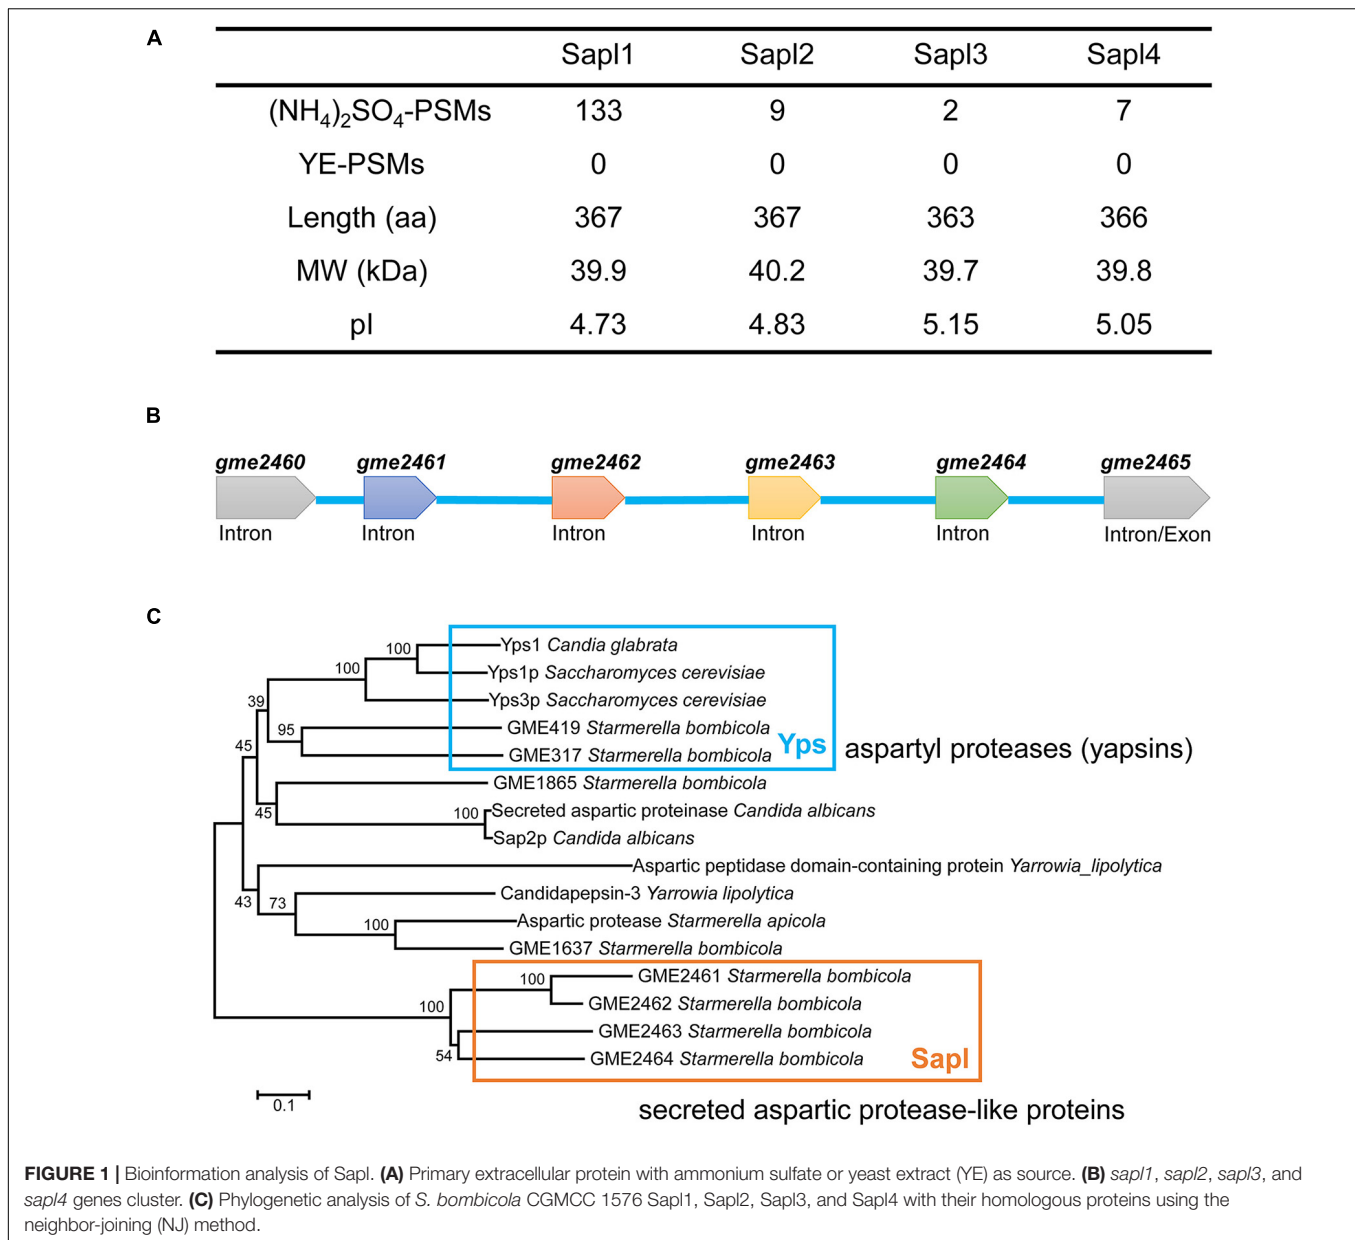 A
Sapl1 Sapl2 Sapl3 Sapl4
(NH4)2SO4-PSMs 133 9 2 7
YE-PSMs 0 0 0 0
Length (aa) 367 367 363 366
MW (kDa) 39.9 40.2 39.7 39.8
pI 4.73 4.83 5.15 5.05
B
gme2460 gme2461 gme2462 gme2463 gme2464 gme2465
Intron Intron Intron Intron Intron Intron/Exon
C
100 Yps1 Candia glabrata
100 Yps1p Saccharomyces cerevisiae
39 Yps3p Saccharomyces cerevisiae
95 GME419 Starmerella bombicola
45 GME317 Starmerella bombicola
Yps aspartyl proteases (yapsins)
GME1865 Starmerella bombicola
45 100 Secreted aspartic proteinase Candida albicans
Sap2p Candida albicans
Aspartic peptidase domain-containing protein Yarrowia_lipolytica
43 73 Candidapepsin-3 Yarrowia lipolytica
100 Aspartic protease Starmerella apicola
GME1637 Starmerella bombicola
100 GME2461 Starmerella bombicola
100 GME2462 Starmerella bombicola
GME2463 Starmerella bombicola
54 GME2464 Starmerella bombicola
Sapl
0.1
secreted aspartic protease-like proteins
FIGURE 1 | Bioinformation analysis of Sapl. (A) Primary extracellular protein with ammonium sulfate or yeast extract (YE) as source. (B) sapl1, sapl2, sapl3, and
sapl4 genes cluster. (C) Phylogenetic analysis of S. bombicola CGMCC 1576 Sapl1, Sapl2, Sapl3, and Sapl4 with their homologous proteins using the
neighbor-joining (NJ) method.